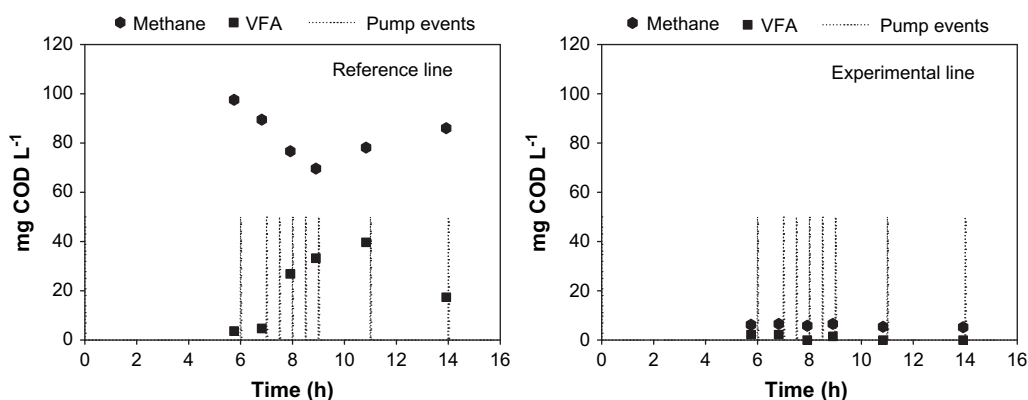 Methane VFA Pump events
Reference line
mg COD L-1
120
100
80
60
40
20
0
0 2 4 6 8 10 12 14 16
Time (h)
Methane VFA Pump events
Experimental line
mg COD L-1
120
100
80
60
40
20
0
0 2 4 6 8 10 12 14 16
Time (h)